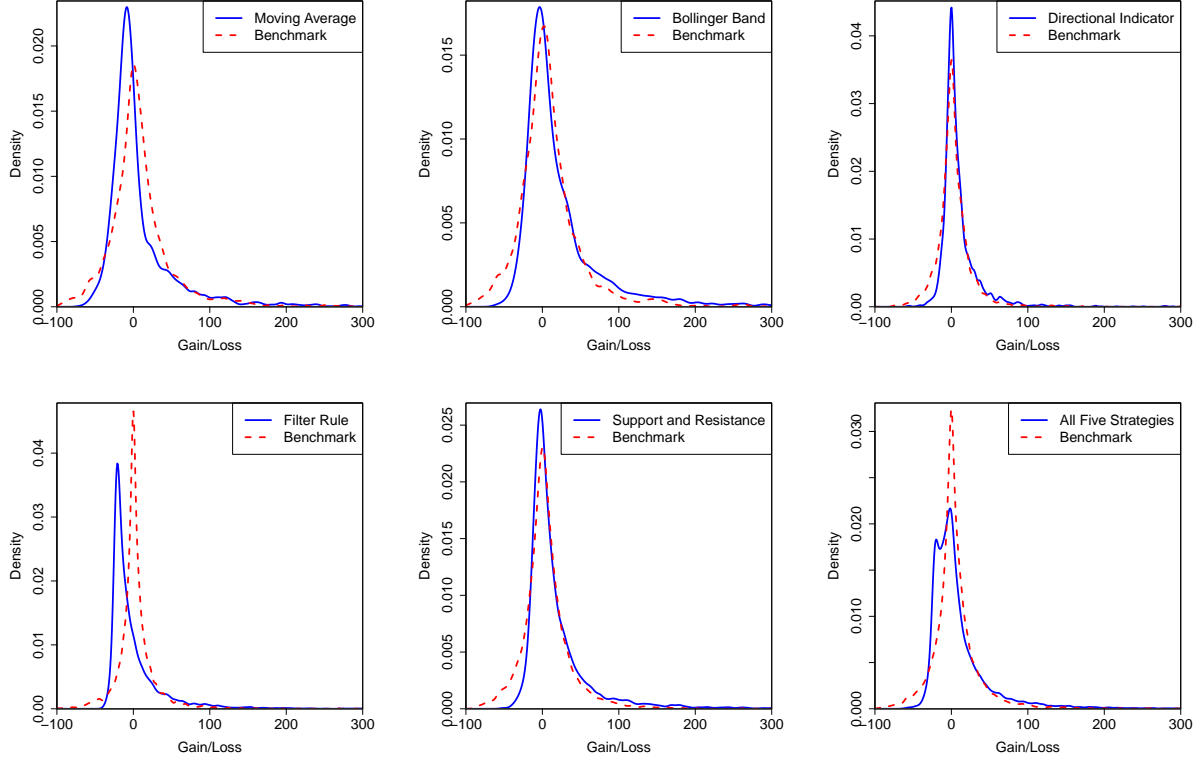 Moving Average
Benchmark
Density
0.000 0.005 0.010 0.015 0.020
−100 0 100 200 300
Gain/Loss
Bollinger Band
Benchmark
Density
0.000 0.005 0.010 0.015
−100 0 100 200 300
Gain/Loss
Directional Indicator
Benchmark
Density
0.00 0.01 0.02 0.03 0.04
−100 0 100 200 300
Gain/Loss
Filter Rule
Benchmark
Density
0.00 0.01 0.02 0.03 0.04
−100 0 100 200 300
Gain/Loss
Support and Resistance
Benchmark
Density
0.000 0.005 0.010 0.015 0.020 0.025
−100 0 100 200 300
Gain/Loss
All Five Strategies
Benchmark
Density
0.000 0.010 0.020 0.030
−100 0 100 200 300
Gain/Loss